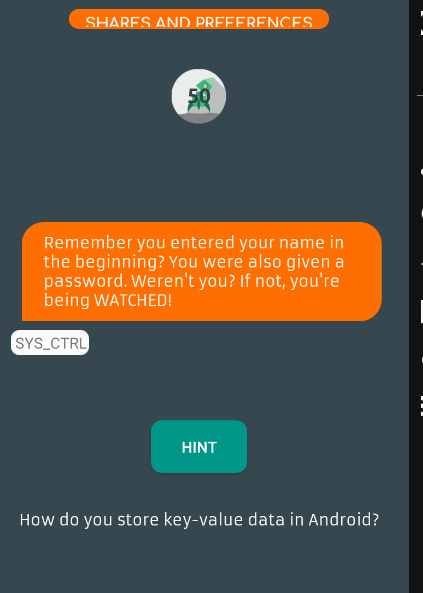 SHARES AND PREFERENCES
50
Remember you entered your name in
the beginning? You were also given a
password. Weren't you? If not, you're
being WATCHED!
SYS_CTRL
HINT
How do you store key-value data in Android?